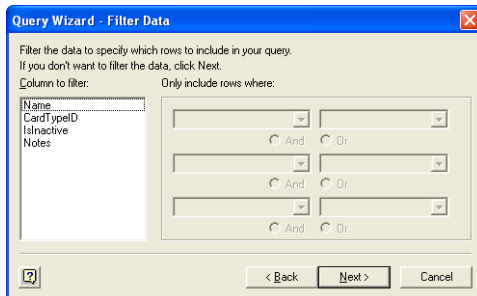 Query Wizard - Filter Data
Filter the data to specify which rows to include in your query.
If you don't want to filter the data, click Next.
Column to filter: Only include rows where:
Name
CardTypeID
IsInactive
Notes
And Or
And Or
And Or
? < Back Next > Cancel